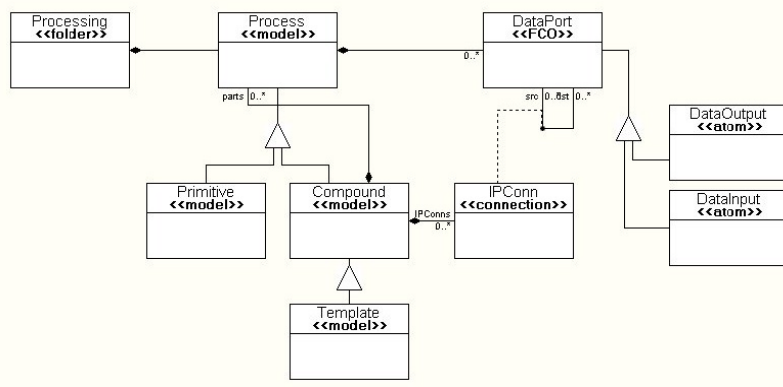 Processing
<<folder>>
Process
<<model>>
DataPort
<<FCO>>
0..*
parts 0..*
src 0..*
dst 0..*
DataOutput
<<atom>>
Primitive
<<model>>
Compound
<<model>>
IPConn
<<connection>>
DataInput
<<atom>>
IPConns
0..*
Template
<<model>>